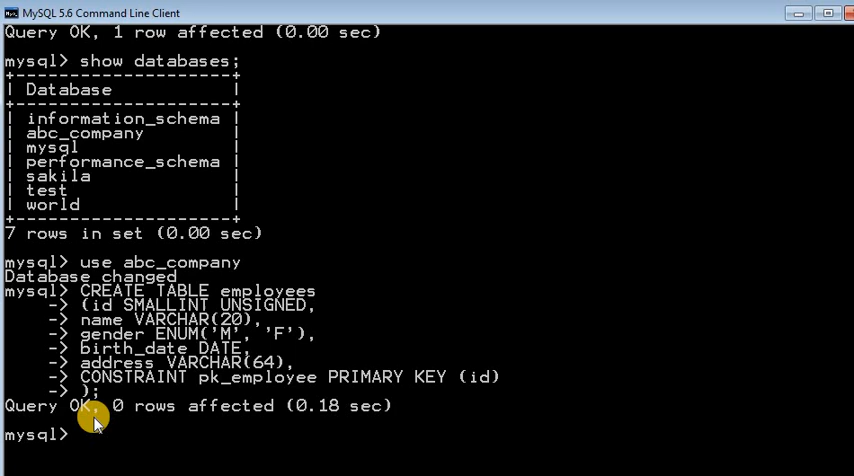 MySQL 5.6 Command Line Client
Query OK, 1 row affected (0.00 sec)
mysql> show databases;
+--------------------+
| Database           |
+--------------------+
| information_schema |
| abc_company        |
| mysql              |
| performance_schema |
| sakila             |
| test               |
| world              |
+--------------------+
7 rows in set (0.00 sec)
mysql> use abc_company
Database changed
mysql> CREATE TABLE employees
    -> (id SMALLINT UNSIGNED,
    -> name VARCHAR(20),
    -> gender ENUM('M', 'F'),
    -> birth_date DATE,
    -> address VARCHAR(64),
    -> CONSTRAINT pk_employee PRIMARY KEY (id)
    -> );
Query OK, 0 rows affected (0.18 sec)
mysql>